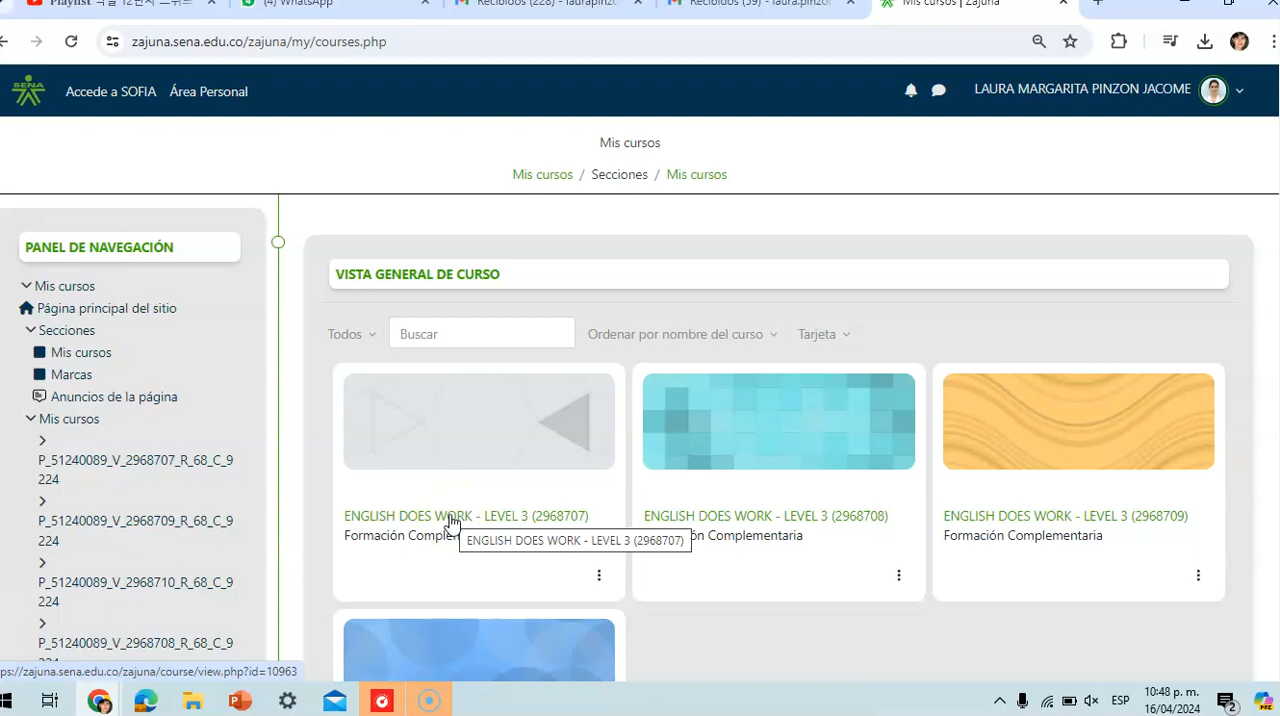 Playlist
(4) WhatsApp
Recibidos (228) - laurapinzo
Recibidos (59) - laura.pinzo
Mis cursos | Zajuna
zajuna.sena.edu.co/zajuna/my/courses.php
SENA
Accede a SOFIA
Área Personal
LAURA MARGARITA PINZON JACOME
Mis cursos
Mis cursos / Secciones / Mis cursos
PANEL DE NAVEGACIÓN
Mis cursos
Página principal del sitio
Secciones
Mis cursos
Marcas
Anuncios de la página
Mis cursos
P_51240089_V_2968707_R_68_C_9
224
P_51240089_V_2968709_R_68_C_9
224
P_51240089_V_2968710_R_68_C_9
224
P_51240089_V_2968708_R_68_C_9
VISTA GENERAL DE CURSO
Todos
Buscar
Ordenar por nombre del curso
Tarjeta
ENGLISH DOES WORK - LEVEL 3 (2968707)
Formación Complem
ENGLISH DOES WORK - LEVEL 3 (2968707)
ENGLISH DOES WORK - LEVEL 3 (2968708)
ón Complementaria
ENGLISH DOES WORK - LEVEL 3 (2968709)
Formación Complementaria
ps://zajuna.sena.edu.co/zajuna/course/view.php?id=10963
ESP
10:48 p. m.
16/04/2024
2